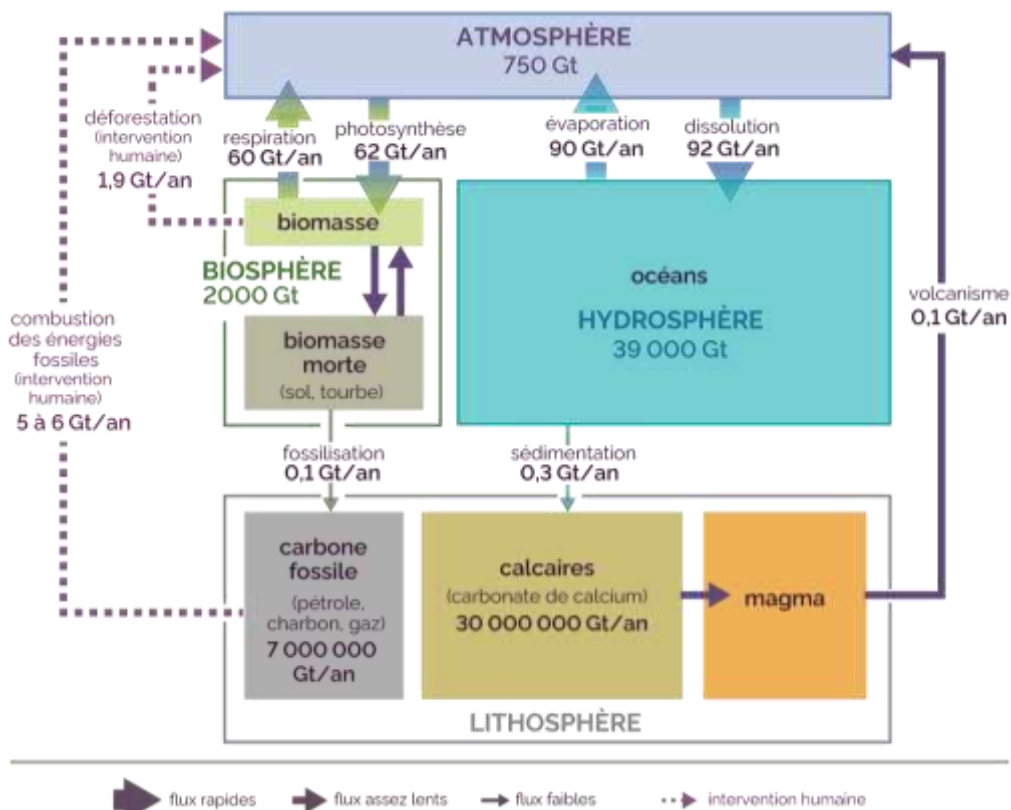 ATMOSPHÈRE
750 Gt
déforestation
(intervention
humaine)
1,9 Gt/an
respiration
60 Gt/an
photosynthèse
62 Gt/an
évaporation
90 Gt/an
dissolution
92 Gt/an
biomasse
BIOSPHÈRE
2000 Gt
biomasse
morte
(sol, tourbe)
océans
HYDROSPHÈRE
39 000 Gt
volcanisme
0,1 Gt/an
combustion
des énergies
fossiles
(intervention
humaine)
5 à 6 Gt/an
fossilisation
0,1 Gt/an
sédimentation
0,3 Gt/an
carbone
fossile
(pétrole,
charbon, gaz)
7 000 000
Gt/an
calcaires
(carbonate de calcium)
30 000 000 Gt/an
magma
LITHOSPHÈRE
flux rapides
flux assez lents
flux faibles
intervention humaine